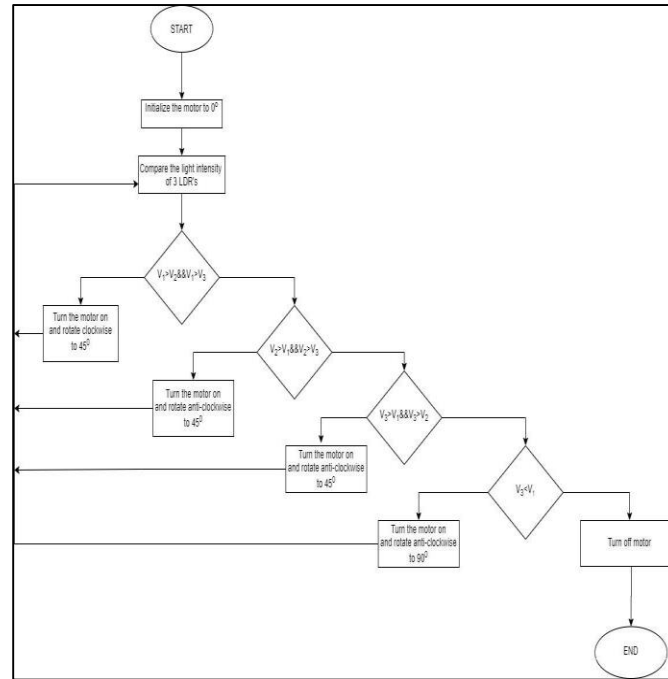 START
Initialize the motor to 0⁰
Compare the light intensity
of 3 LDR's
V₁>V₂&&V₁>V₃
Turn the motor on
and rotate clockwise
to 45⁰
V₂>V₁&&V₂>V₃
Turn the motor on
and rotate anti-clockwise
to 45⁰
V₃>V₁&&V₃>V₂
Turn the motor on
and rotate anti-clockwise
to 45⁰
V₃<V₁
Turn the motor on
and rotate anti-clockwise
to 90⁰
Turn off motor
END